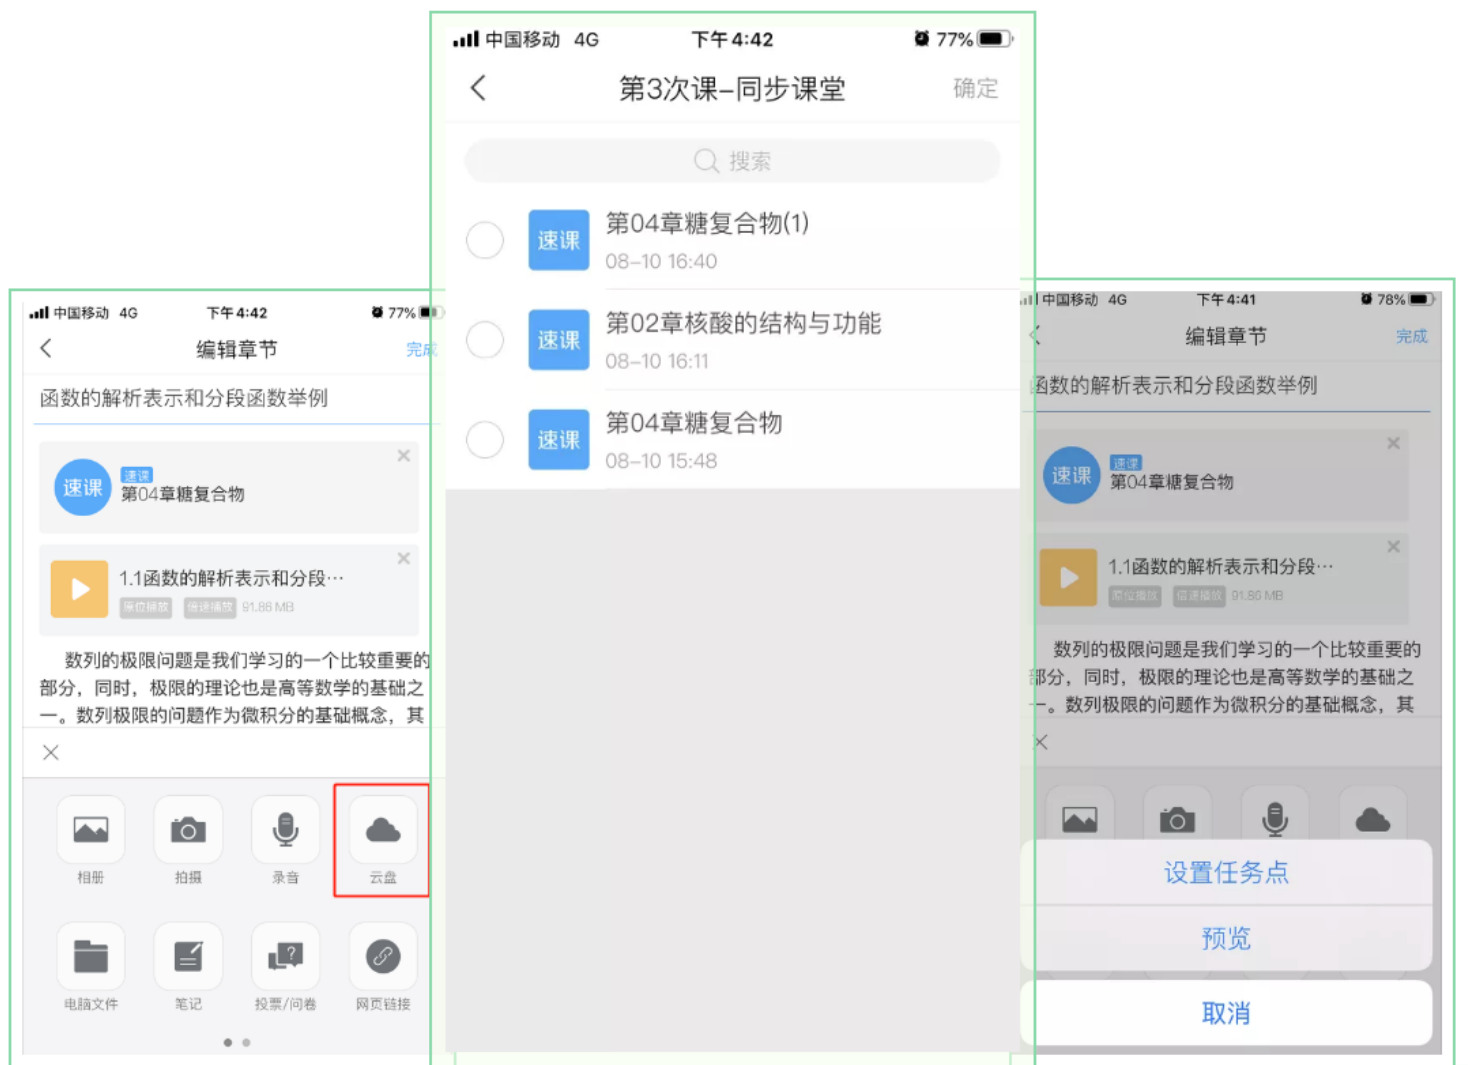 中国移动 4G 下午4:42 77%
编辑章节 完成
函数的解析表示和分段函数举例
速课
速课
第04章糖复合物
1.1函数的解析表示和分段…
原位播放 倍速播放 91.86 MB
数列的极限问题是我们学习的一个比较重要的
部分，同时，极限的理论也是高等数学的基础之
一。数列极限的问题作为微积分的基础概念，其
相册 拍摄 录音 云盘
电脑文件 笔记 投票/问卷 网页链接
中国移动 4G 下午4:42 77%
第3次课-同步课堂 确定
搜索
速课
第04章糖复合物(1)
08-10 16:40
速课
第02章核酸的结构与功能
08-10 16:11
速课
第04章糖复合物
08-10 15:48
中国移动 4G 下午4:41 78%
编辑章节 完成
函数的解析表示和分段函数举例
速课
速课
第04章糖复合物
1.1函数的解析表示和分段…
原位播放 倍速播放 91.86 MB
数列的极限问题是我们学习的一个比较重要的
部分，同时，极限的理论也是高等数学的基础之
一。数列极限的问题作为微积分的基础概念，其
设置任务点
预览
取消